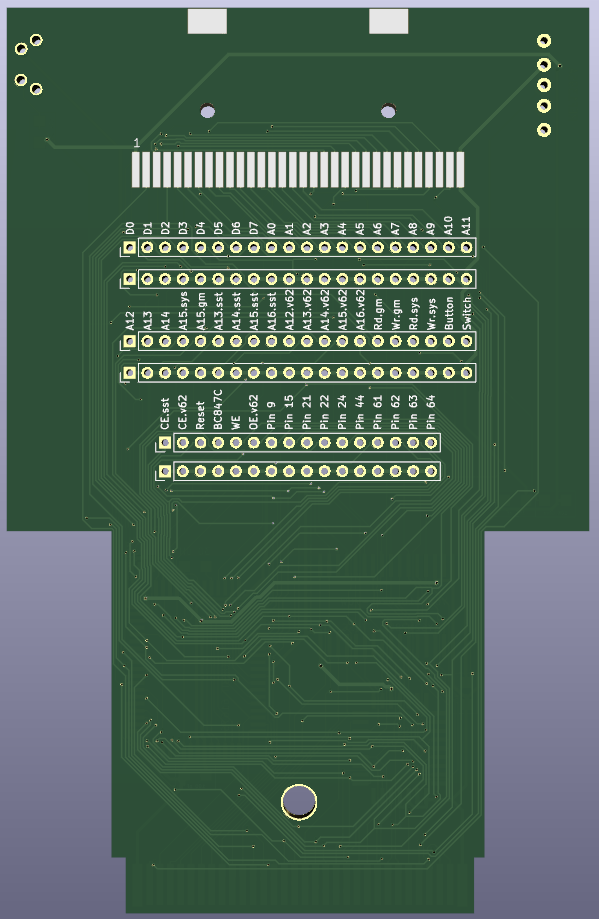 1
D0 D1 D2 D3 D4 D5 D6 D7 A0 A1 A2 A3 A4 A5 A6 A7 A8 A9 A10 A11
A12 A13 A14 A15.sys A15.gm A13.sst A14.sst A15.sst A16.sst A12.v62 A13.v62 A14.v62 A15.v62 A16.v62 Rd.gm Wr.gm Rd.sys Wr.sys Button Switch
CE.sst CE.v62 Reset BC847C WE OE.v62 Pin 9 Pin 15 Pin 21 Pin 22 Pin 24 Pin 44 Pin 61 Pin 62 Pin 63 Pin 64